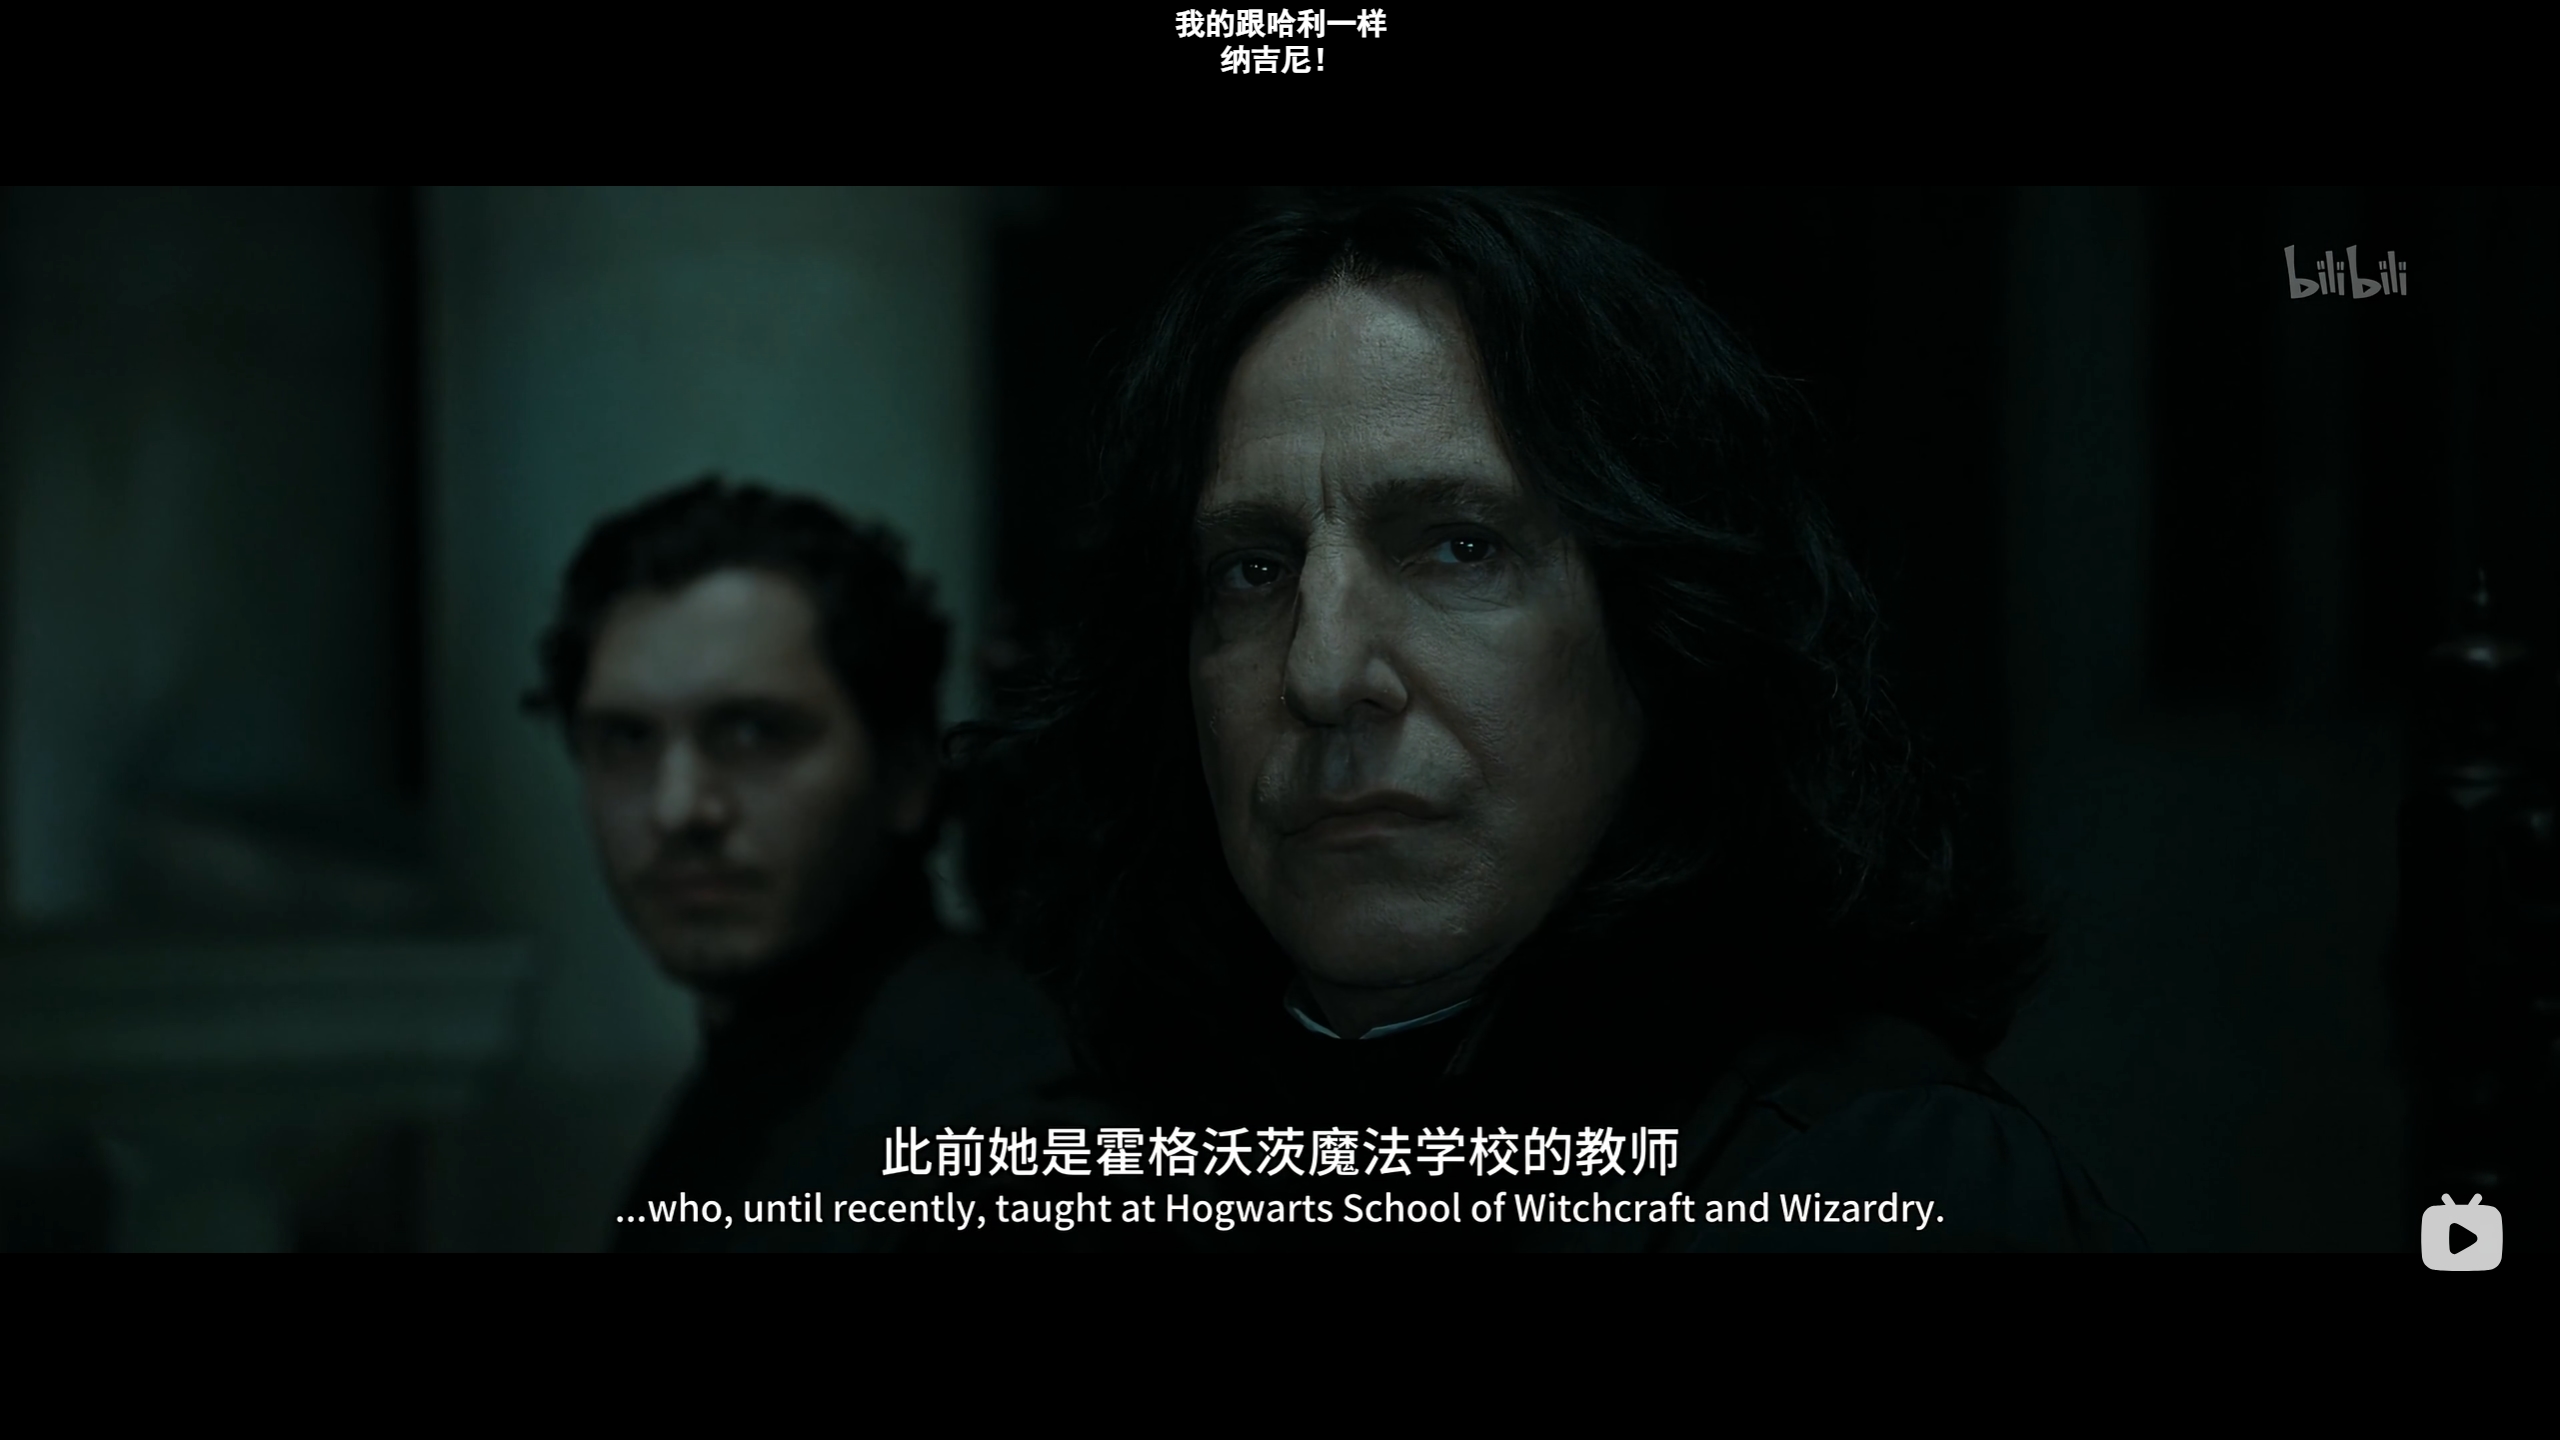 我的跟哈利一样
纳吉尼！
bilibili
此前她是霍格沃茨魔法学校的教师
...who, until recently, taught at Hogwarts School of Witchcraft and Wizardry.